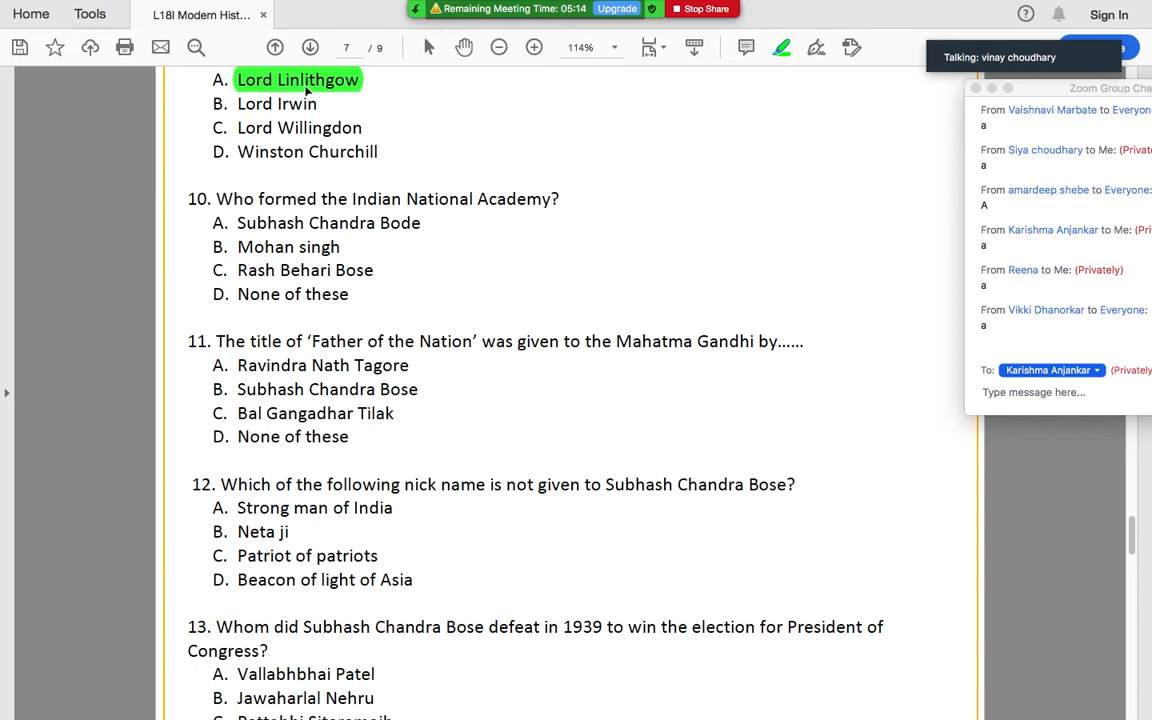 Remaining Meeting Time: 05:14 Upgrade Stop Share
Home Tools L18I Modern Hist... × Sign In
7 / 9 114%
Talking: vinay choudhary
A. Lord Linlithgow
B. Lord Irwin
C. Lord Willingdon
D. Winston Churchill
10. Who formed the Indian National Academy?
A. Subhash Chandra Bode
B. Mohan singh
C. Rash Behari Bose
D. None of these
11. The title of ‘Father of the Nation’ was given to the Mahatma Gandhi by……
A. Ravindra Nath Tagore
B. Subhash Chandra Bose
C. Bal Gangadhar Tilak
D. None of these
12. Which of the following nick name is not given to Subhash Chandra Bose?
A. Strong man of India
B. Neta ji
C. Patriot of patriots
D. Beacon of light of Asia
13. Whom did Subhash Chandra Bose defeat in 1939 to win the election for President of
Congress?
A. Vallabhbhai Patel
B. Jawaharlal Nehru
Zoom Group Cha
From Vaishnavi Marbate to Everyon
a
From Siya choudhary to Me: (Privat
a
From amardeep shebe to Everyone:
A
From Karishma Anjankar to Me: (Pri
a
From Reena to Me: (Privately)
a
From Vikki Dhanorkar to Everyone:
a
To: Karishma Anjankar (Privately
Type message here...